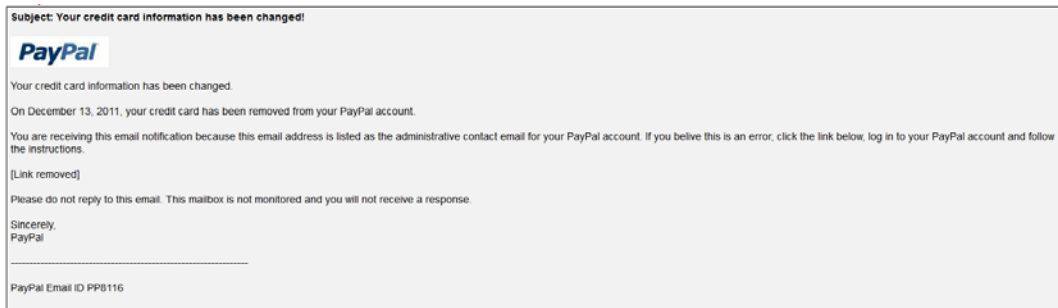 Subject: Your credit card information has been changed!
PayPal
Your credit card information has been changed.
On December 13, 2011, your credit card has been removed from your PayPal account.
You are receiving this email notification because this email address is listed as the administrative contact email for your PayPal account. If you belive this is an error, click the link below, log in to your PayPal account and follow
the instructions.
[Link removed]
Please do not reply to this email. This mailbox is not monitored and you will not receive a response.
Sincerely,
PayPal
----------------------------------------------------------------
PayPal Email ID PP8116